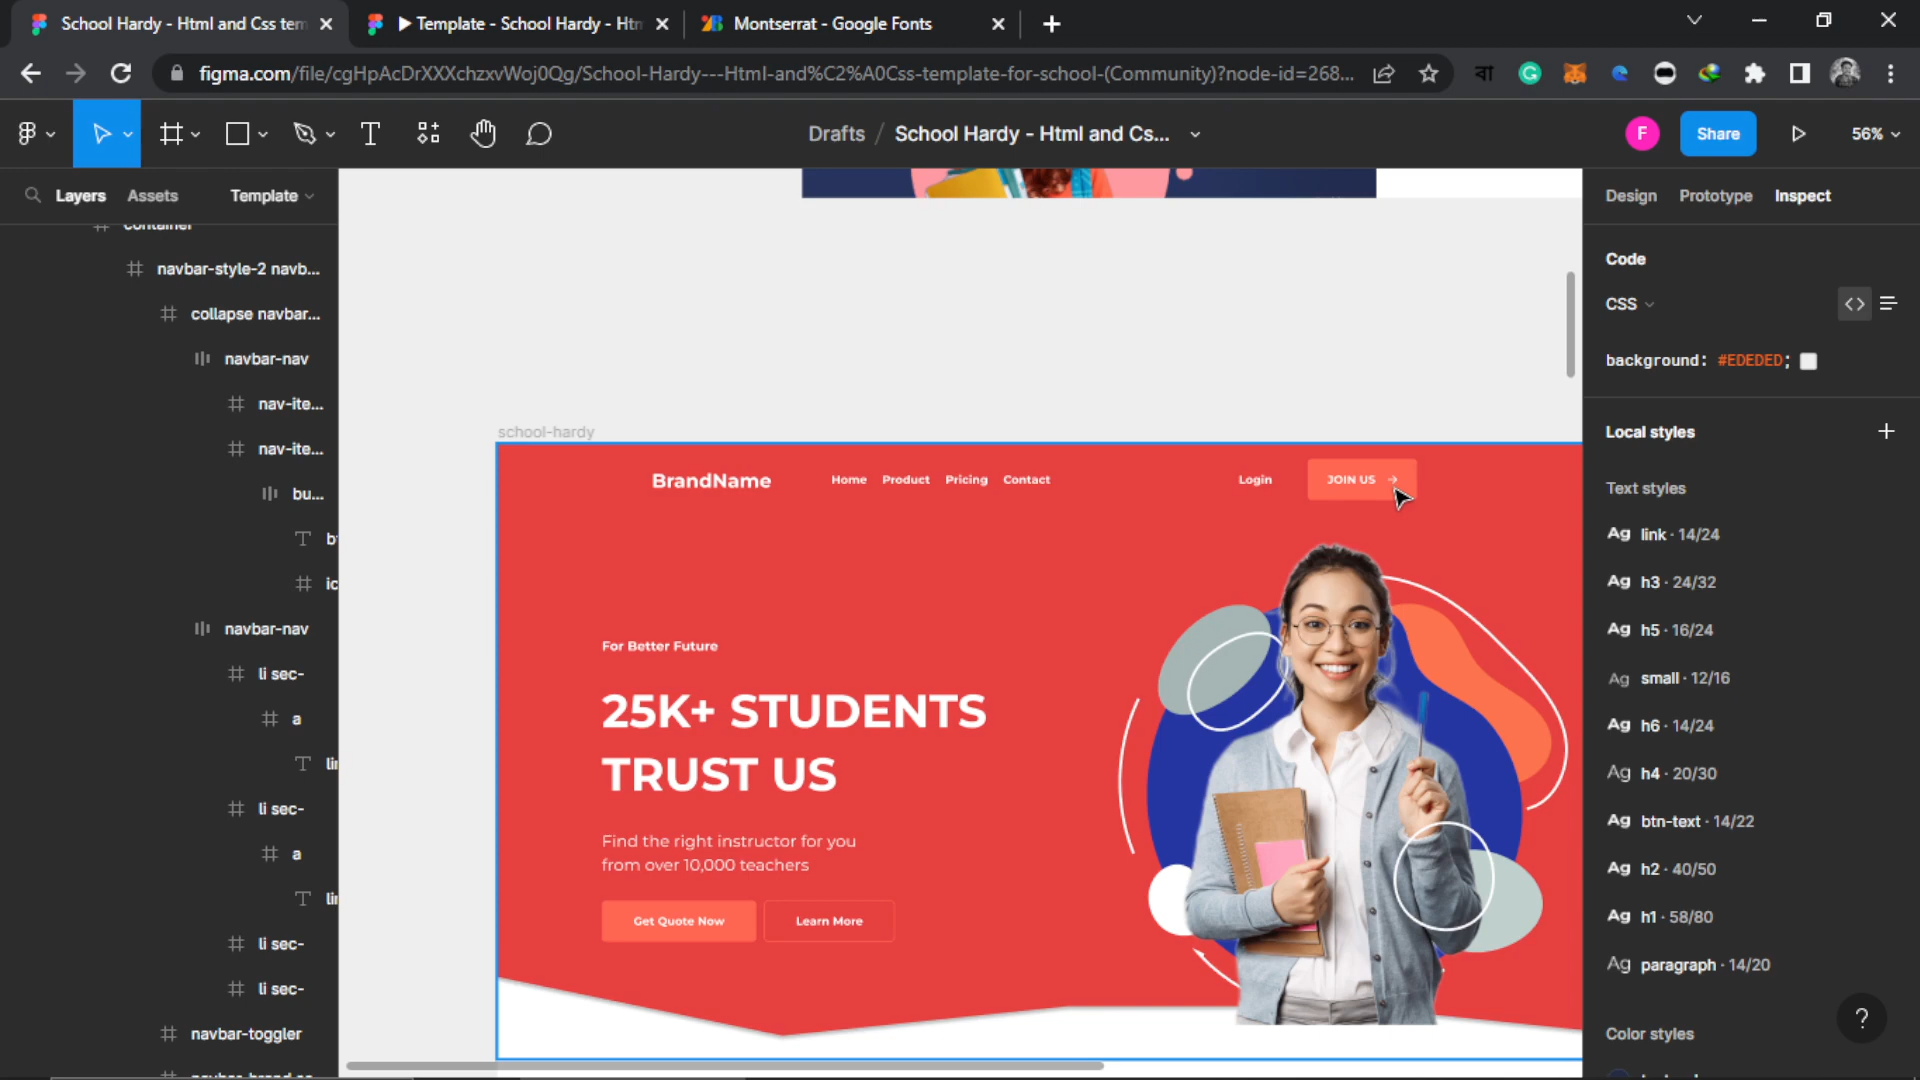 School Hardy - Html and Css tem
Template - School Hardy - Htm
Montserrat - Google Fonts
figma.com/file/cgHpAcDrXXXchzxvWoj0Qg/School-Hardy---Html-and%C2%A0Css-template-for-school-(Community)?node-id=268...
Drafts / School Hardy - Html and Cs...
F
Share
56%
Layers
Assets
Template
container
navbar-style-2 navb...
collapse navbar...
navbar-nav
nav-ite...
nav-ite...
bu...
navbar-nav
li sec-
a
li sec-
a
li sec-
li sec-
navbar-toggler
school-hardy
BrandName
Home
Product
Pricing
Contact
Login
JOIN US
For Better Future
25K+ STUDENTS
TRUST US
Find the right instructor for you
from over 10,000 teachers
Get Quote Now
Learn More
Design
Prototype
Inspect
Code
CSS
background: #EDEDED;
Local styles
Text styles
Ag link · 14/24
Ag h3 · 24/32
Ag h5 · 16/24
Ag small · 12/16
Ag h6 · 14/24
Ag h4 · 20/30
Ag btn-text · 14/22
Ag h2 · 40/50
Ag h1 · 58/80
Ag paragraph · 14/20
Color styles
?